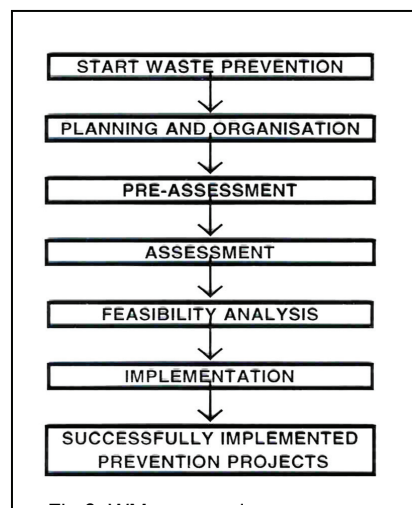 START WASTE PREVENTION
PLANNING AND ORGANISATION
PRE-ASSESSMENT
ASSESSMENT
FEASIBILITY ANALYSIS
IMPLEMENTATION
SUCCESSFULLY IMPLEMENTED
PREVENTION PROJECTS